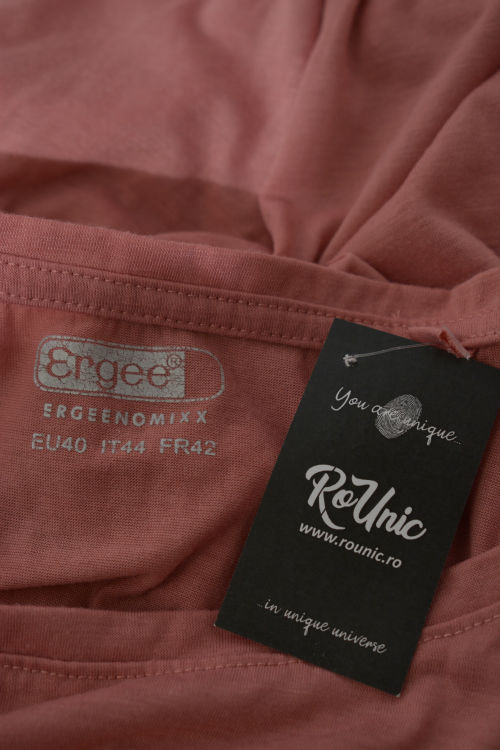 Ergee®
ERGEENOMIXX
EU40 IT44 FR42
You are unique...
RoUnic
www.rounic.ro
...in unique universe